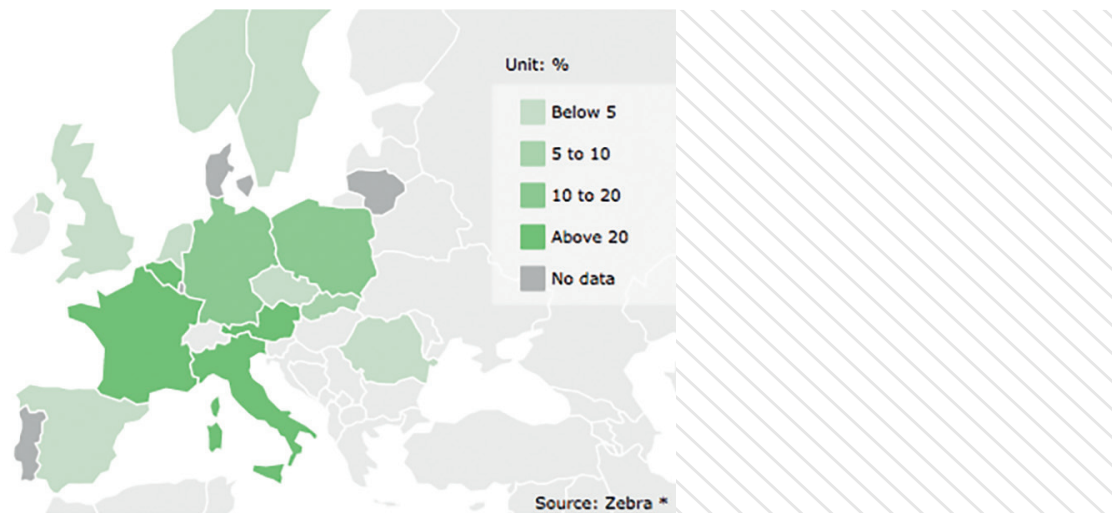 Unit: %
Below 5
5 to 10
10 to 20
Above 20
No data
Source: Zebra *